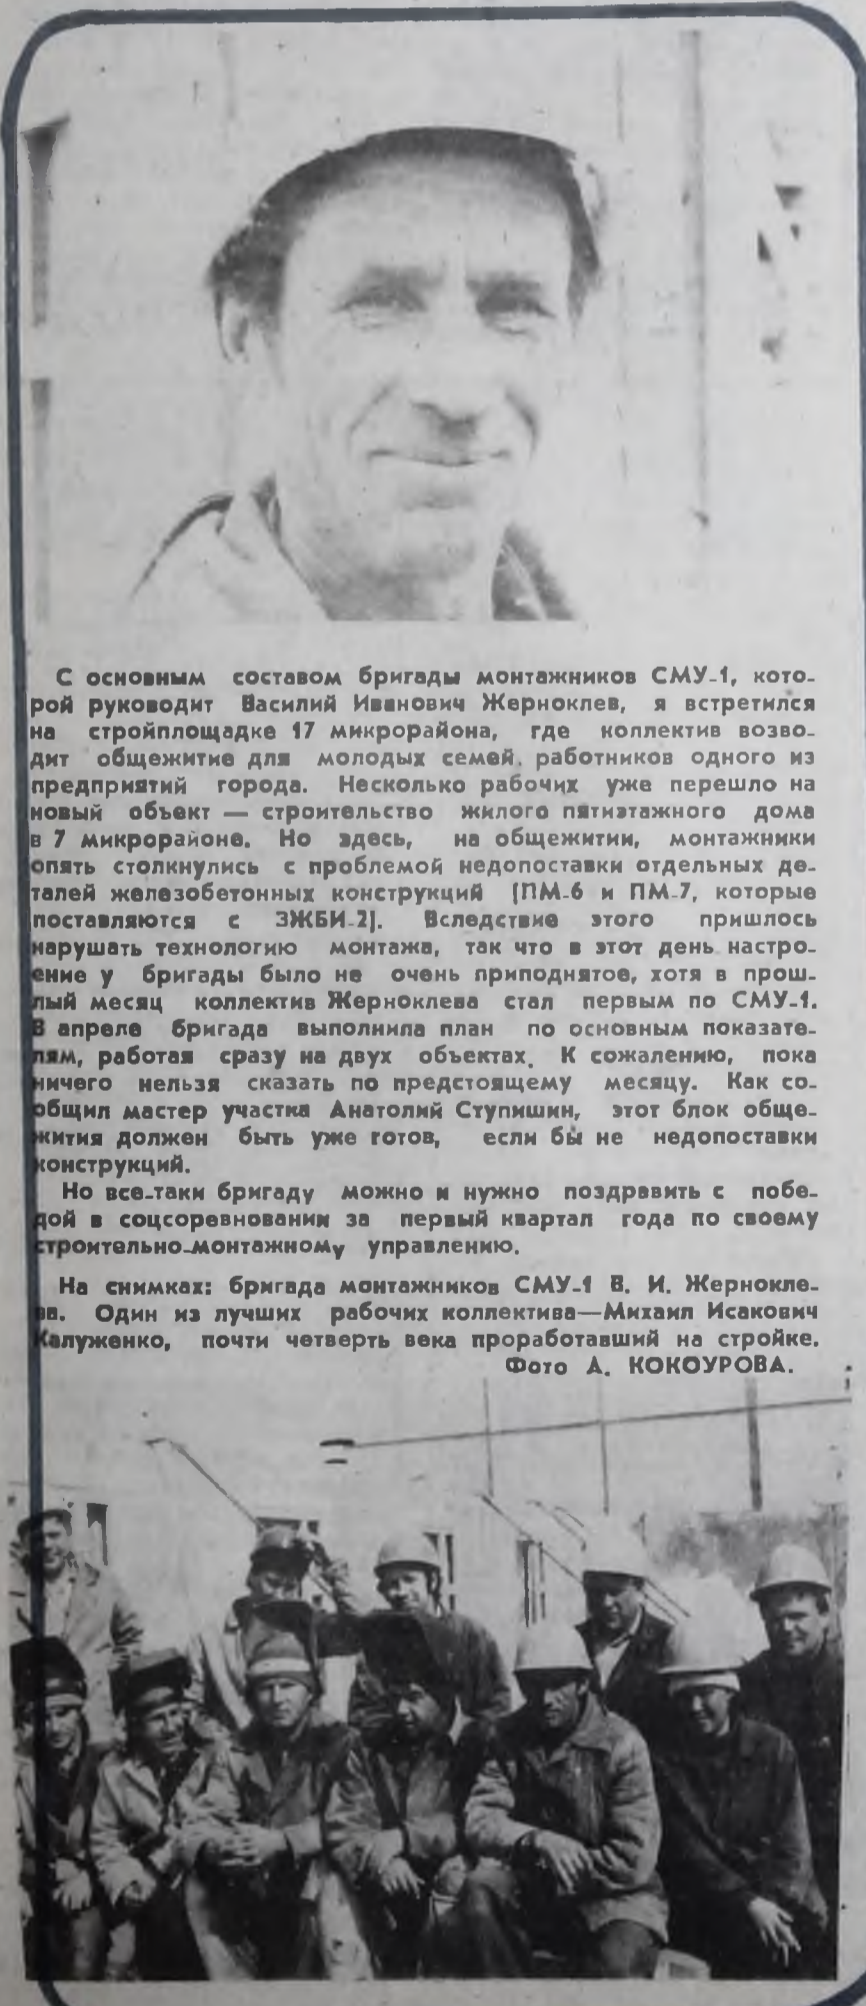 С основным составом бригады монтажников СМУ-1, кото-
рой руководит Василий Иванович Жерноклев, я встретился
на стройплощадке 17 микрорайона, где коллектив возво-
дит общежитие для молодых семей работников одного из
предприятий города. Несколько рабочих уже перешло на
новый объект — строительство жилого пятиэтажного дома
в 7 микрорайоне. Но здесь, на общежитии, монтажники
опять столкнулись с проблемой недопоставки отдельных де-
талей железобетонных конструкций (ПМ-6 и ПМ-7, которые
поставляются с ЗЖБИ-2). Вследствие этого пришлось
нарушать технологию монтажа, так что в этот день настро-
ение у бригады было не очень приподнятое, хотя в прош-
лый месяц коллектив Жерноклева стал первым по СМУ-1.
В апреле бригада выполнила план по основным показате-
лям, работая сразу на двух объектах. К сожалению, пока
ничего нельзя сказать по предстоящему месяцу. Как со-
общил мастер участка Анатолий Ступишин, этот блок обще-
жития должен быть уже готов, если бы не недопоставки
конструкций.
Но все-таки бригаду можно и нужно поздравить с побе-
дой в соцсоревновании за первый квартал года по своему
строительно-монтажному управлению.
На снимках: бригада монтажников СМУ-1 В. И. Жернокле-
ва. Один из лучших рабочих коллектива—Михаил Исакович
Калуженко, почти четверть века проработавший на стройке.
Фото А. КОКОУРОВА.